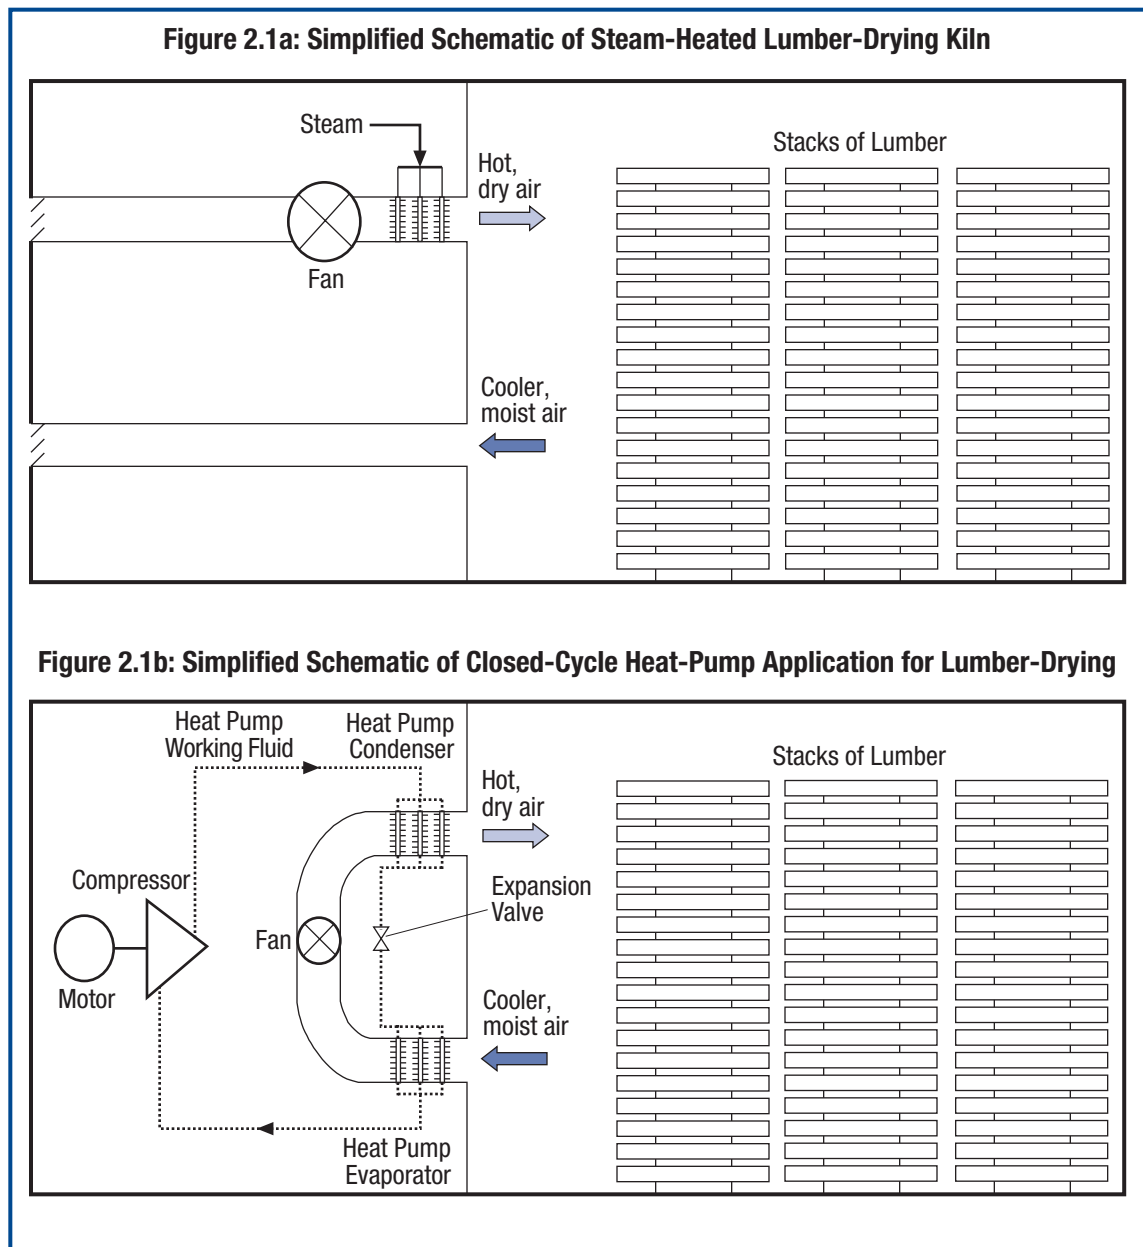 Figure 2.1a: Simplified Schematic of Steam-Heated Lumber-Drying Kiln
Steam
Hot,
dry air
Stacks of Lumber
Fan
Cooler,
moist air
Figure 2.1b: Simplified Schematic of Closed-Cycle Heat-Pump Application for Lumber-Drying
Heat Pump
Working Fluid
Heat Pump
Condenser
Hot,
dry air
Stacks of Lumber
Compressor
Expansion
Valve
Fan
Motor
Cooler,
moist air
Heat Pump
Evaporator